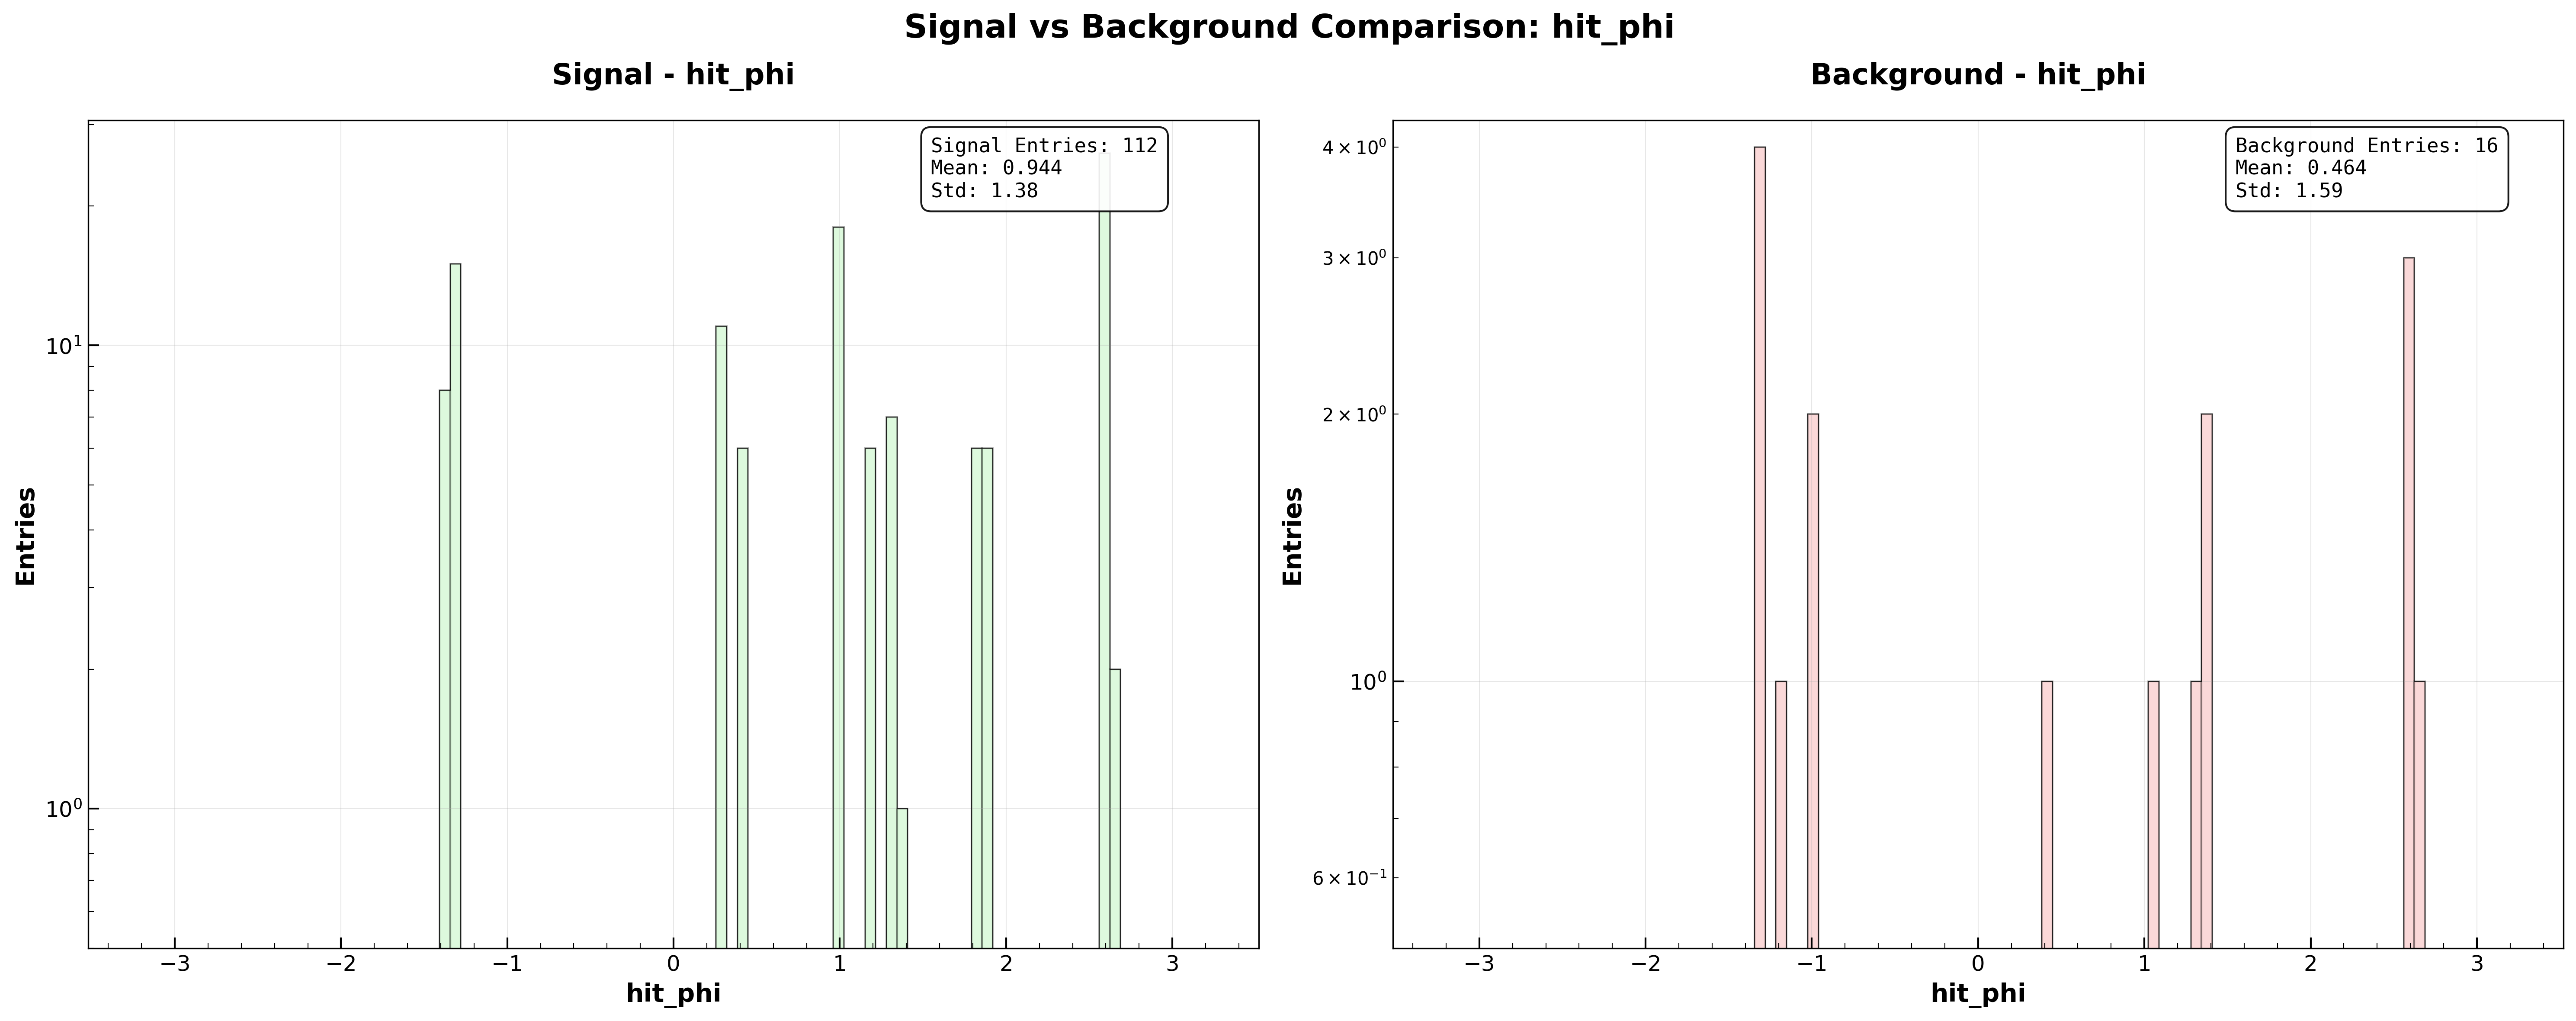 Signal vs Background Comparison: hit_phi
Signal - hit_phi
Signal Entries: 112
Mean: 0.944
Std: 1.38
10¹
10⁰
Entries
−3 −2 −1 0 1 2 3
hit_phi
Background - hit_phi
Background Entries: 16
Mean: 0.464
Std: 1.59
4 × 10⁰
3 × 10⁰
2 × 10⁰
10⁰
6 × 10⁻¹
Entries
−3 −2 −1 0 1 2 3
hit_phi